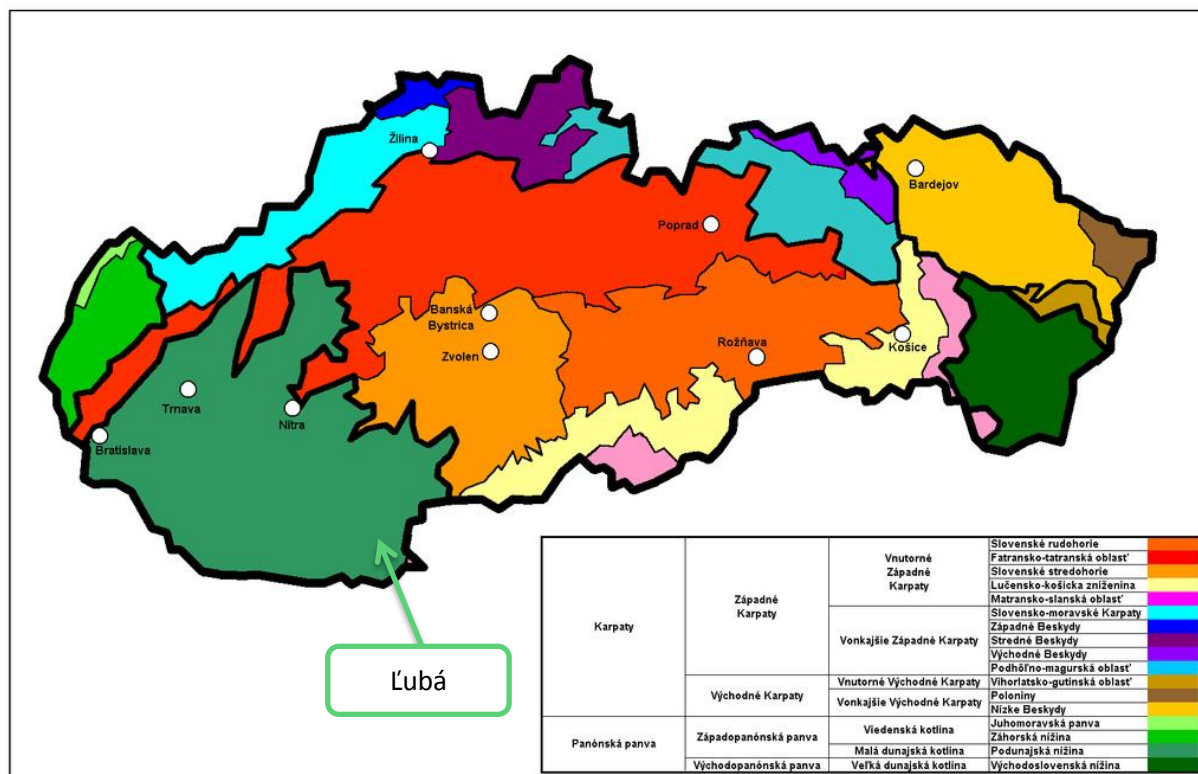 Žilina
Bardejov
Poprad
Banská
Bystrica
Zvolen
Rožňava
Košice
Trnava
Nitra
Bratislava
Ľubá
Karpaty
Západné
Karpaty
Vnutorné
Západné
Karpaty
Slovenské rudohorie
Fatransko-tatranská oblasť
Slovenské stredohorie
Lučensko-košicka zníženina
Matransko-slanská oblasť
Vonkajšie Západné Karpaty
Slovensko-moravské Karpaty
Západné Beskydy
Stredné Beskydy
Východné Beskydy
Podhôľno-magurská oblasť
Východné Karpaty
Vnutorné Východné Karpaty
Vihorlatsko-gutínská oblasť
Vonkajšie Východné Karpaty
Poloniny
Nízke Beskydy
Panónská panva
Západopanónská panva
Viedenská kotlina
Juhomoravská panva
Záhorská nížina
Malá dunajská kotlina
Podunajská nížina
Východopanónská panva
Veľká dunajská kotlina
Východoslovenská nížina